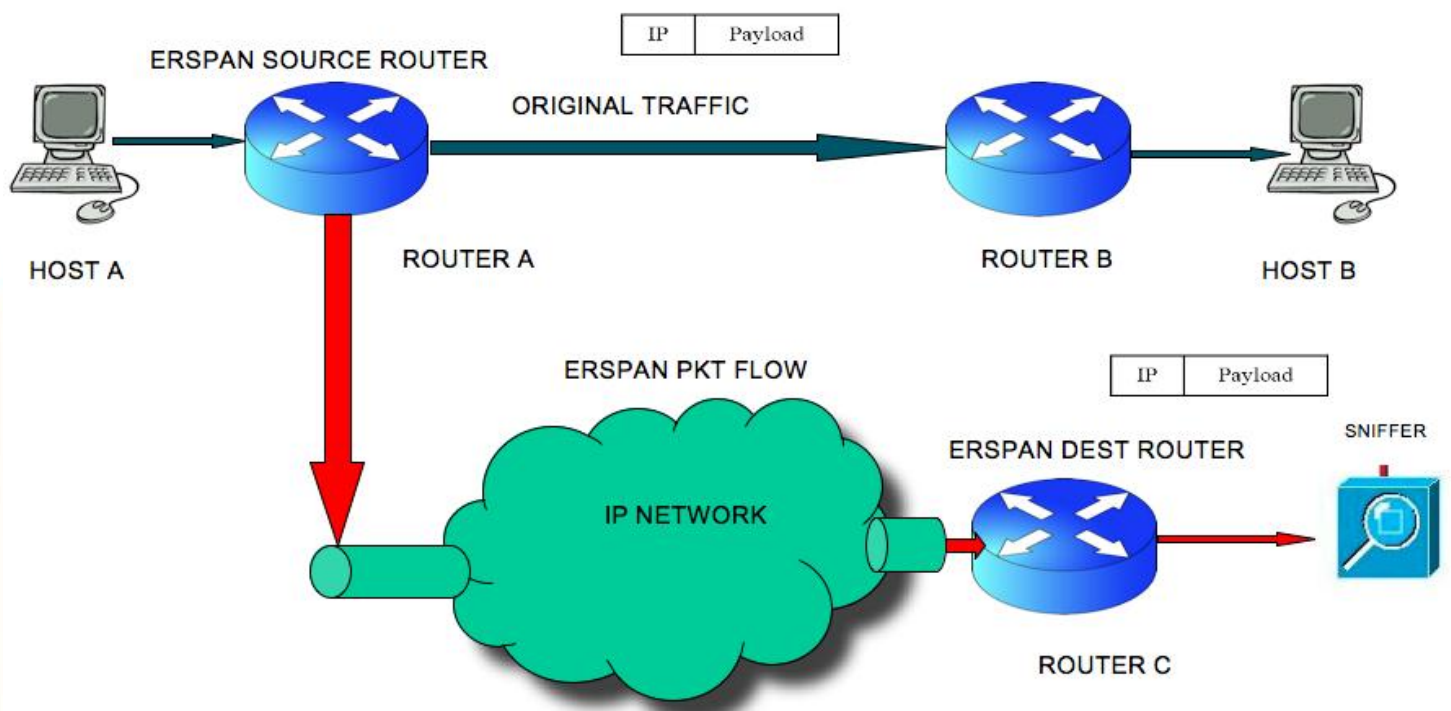 IP Payload
ERSPAN SOURCE ROUTER
ORIGINAL TRAFFIC
ROUTER A
ROUTER B
HOST A
HOST B
ERSPAN PKT FLOW
IP Payload
SNIFFER
ERSPAN DEST ROUTER
IP NETWORK
ROUTER C